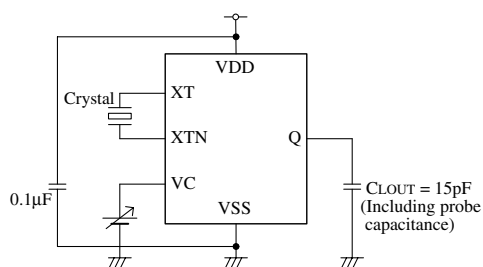 VDD
Crystal
XT
XTN
Q
VC
0.1μF
VSS
CLOUT = 15pF
(Including probe
capacitance)